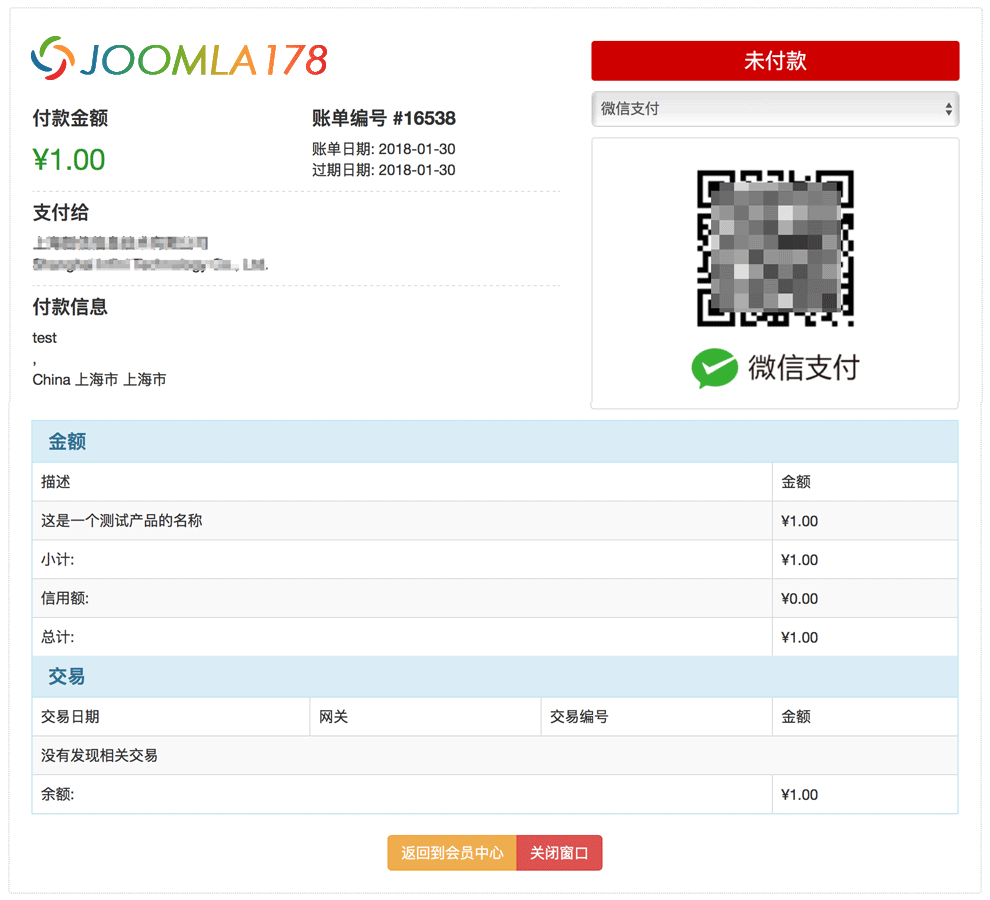 JOOMLA178
未付款
微信支付
付款金额
¥1.00
账单编号 #16538
账单日期: 2018-01-30
过期日期: 2018-01-30
支付给
付款信息
test
,
China 上海市 上海市
微信支付
金额
描述 金额
这是一个测试产品的名称 ¥1.00
小计: ¥1.00
信用额: ¥0.00
总计: ¥1.00
交易
交易日期 网关 交易编号 金额
没有发现相关交易
余额: ¥1.00
返回到会员中心 关闭窗口